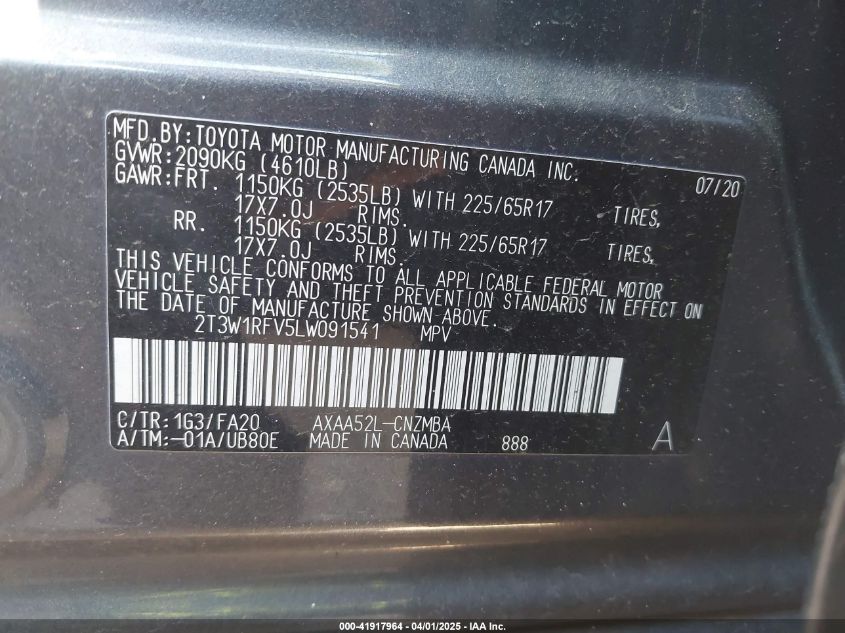 MFD.BY:TOYOTA MOTOR MANUFACTURING CANADA INC.
GVWR:2090KG (4610LB) 07/20
GAWR:FRT. 1150KG (2535LB) WITH 225/65R17 TIRES,
17X7.0J RIMS.
RR. 1150KG (2535LB) WITH 225/65R17 TIRES,
17X7.0J RIMS.
THIS VEHICLE CONFORMS TO ALL APPLICABLE FEDERAL MOTOR
VEHICLE SAFETY AND THEFT PREVENTION STANDARDS IN EFFECT ON
THE DATE OF MANUFACTURE SHOWN ABOVE.
2T3W1RFV5LW091541 MPV
C/TR:1G3/FA20 AXAA52L-CNZMBA
A/TM:-01A/UB80E MADE IN CANADA 888 A
000-41917964 - 04/01/2025 - IAA Inc.